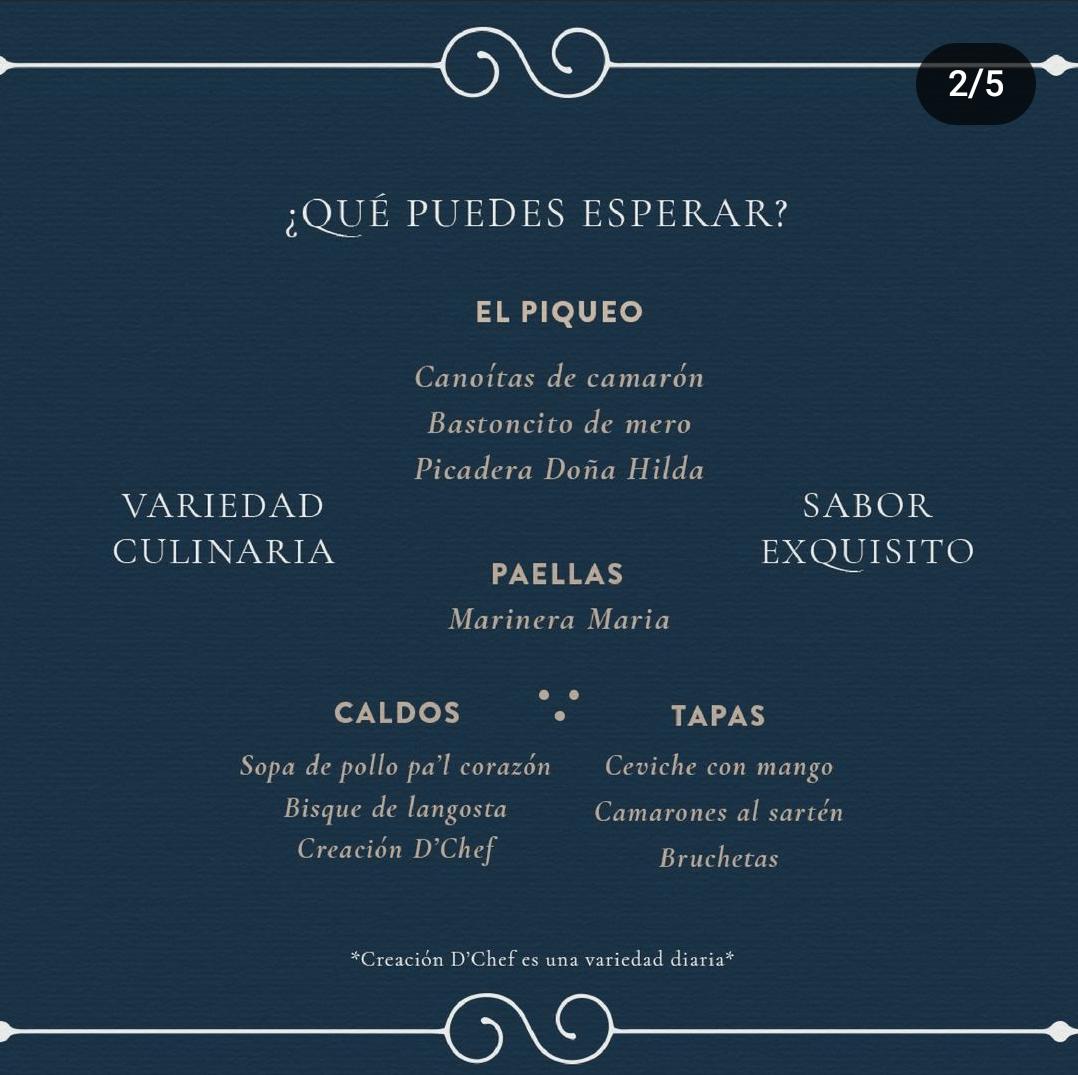 2/5
¿QUÉ PUEDES ESPERAR?
EL PIQUEO
Canoítas de camarón
Bastoncito de mero
Picadera Doña Hilda
VARIEDAD
CULINARIA
SABOR
EXQUISITO
PAELLAS
Marinera Maria
CALDOS
Sopa de pollo pa'l corazón
Bisque de langosta
Creación D'Chef
TAPAS
Ceviche con mango
Camarones al sartén
Bruchetas
*Creación D'Chef es una variedad diaria*